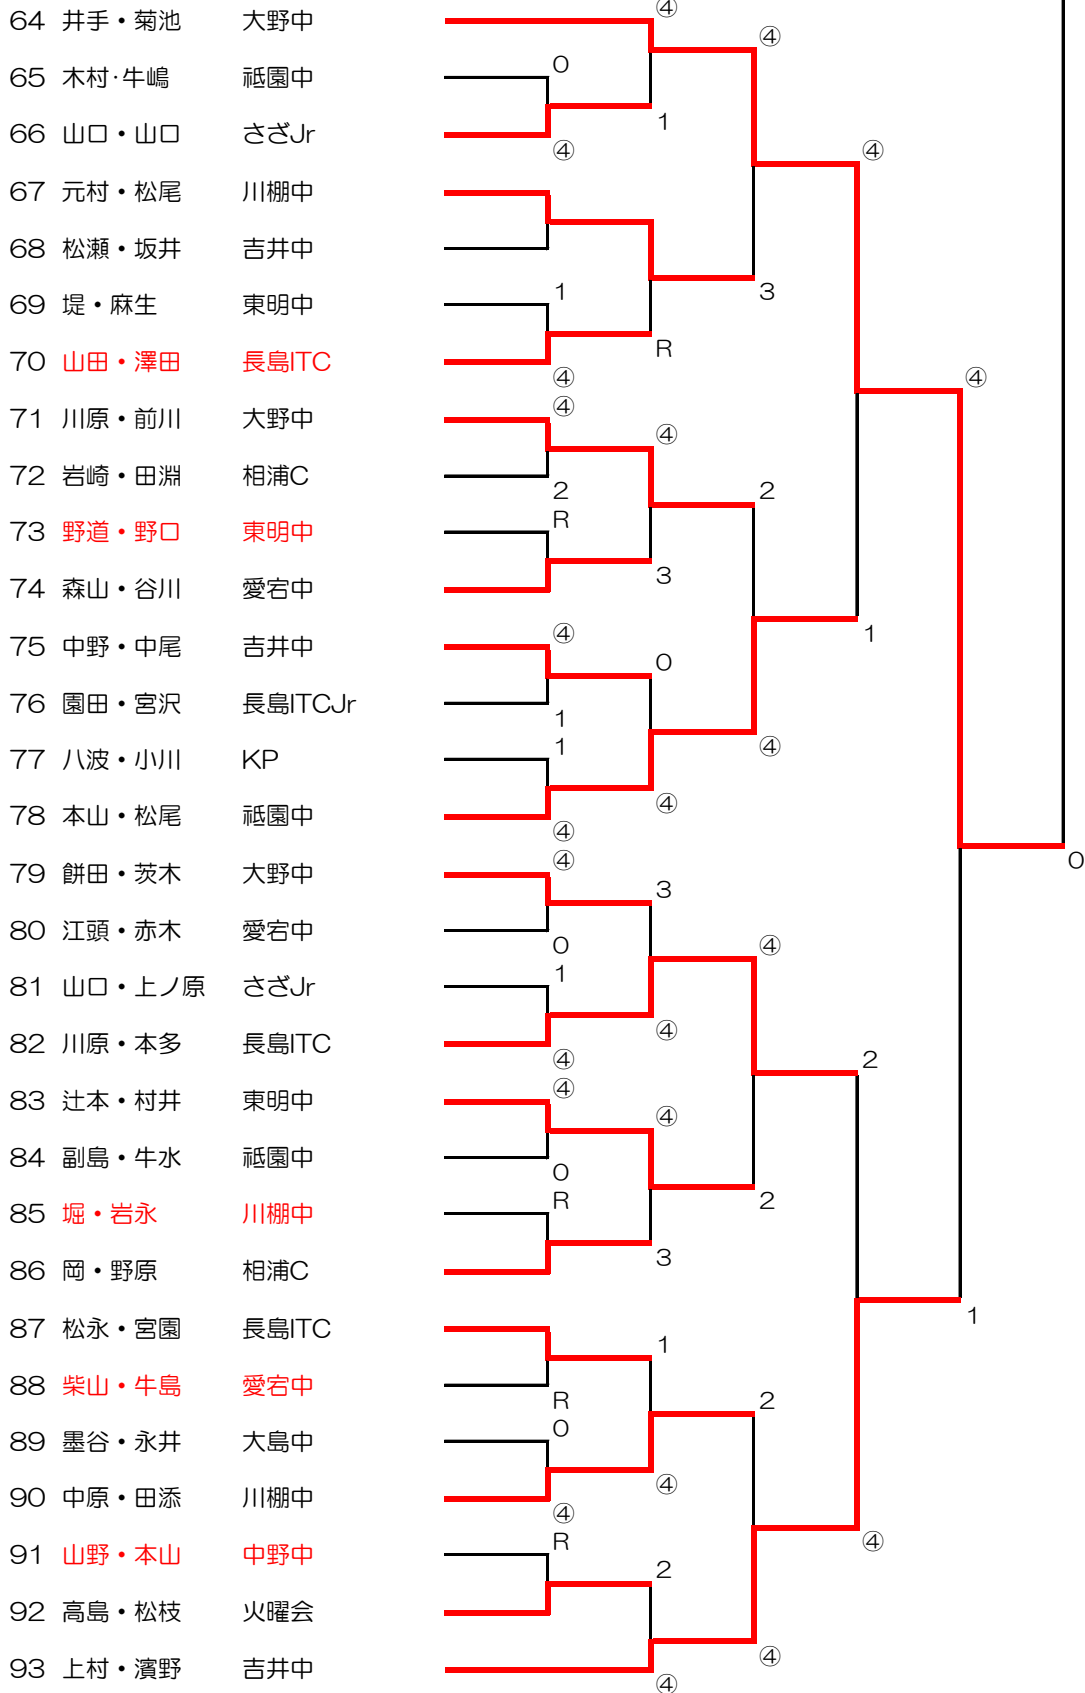 64 井手・菊池 大野中 ④
④
65 木村・牛嶋 祗園中 0
66 山口・山口 さざJr ④ 1
④
67 元村・松尾 川棚中
68 松瀬・坂井 吉井中
69 堤・麻生 東明中 1 3
70 山田・澤田 長島ITC ④ R
④
71 川原・前川 大野中 ④ ④
72 岩崎・田淵 相浦C 2 2
73 野道・野口 東明中 R
74 森山・谷川 愛宕中 3
75 中野・中尾 吉井中 ④ 0 1
76 園田・宮沢 長島ITCJr 1
77 八波・小川 KP 1 ④
78 本山・松尾 祗園中 ④ ④
79 餅田・茨木 大野中 ④ 3
0
80 江頭・赤木 愛宕中 0 ④
81 山口・上ノ原 さざJr 1
82 川原・本多 長島ITC ④ ④
2
83 辻本・村井 東明中 ④ ④
84 副島・牛水 祗園中 0
85 堀・岩永 川棚中 R 2
86 岡・野原 相浦C 3
87 松永・宮園 長島ITC 1
1
88 柴山・牛島 愛宕中 R 2
89 墨谷・永井 大島中 0
90 中原・田添 川棚中 ④ ④
91 山野・本山 中野中 R ④
92 高島・松枝 火曜会 2
93 上村・濱野 吉井中 ④ ④